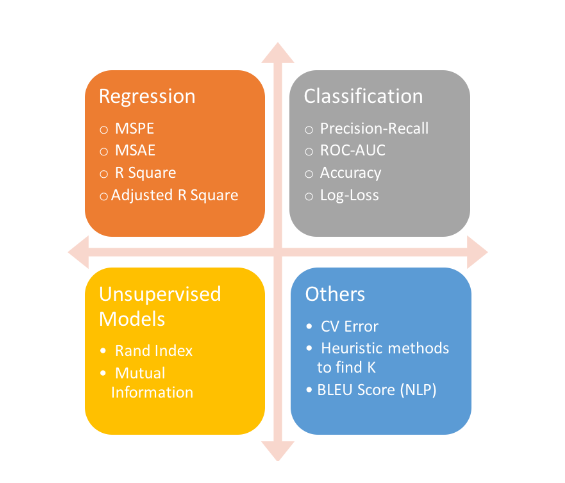 Regression
○ MSPE
○ MSAE
○ R Square
○ Adjusted R Square
Classification
○ Precision-Recall
○ ROC-AUC
○ Accuracy
○ Log-Loss
Unsupervised
Models
• Rand Index
• Mutual
Information
Others
• CV Error
• Heuristic methods
to find K
• BLEU Score (NLP)